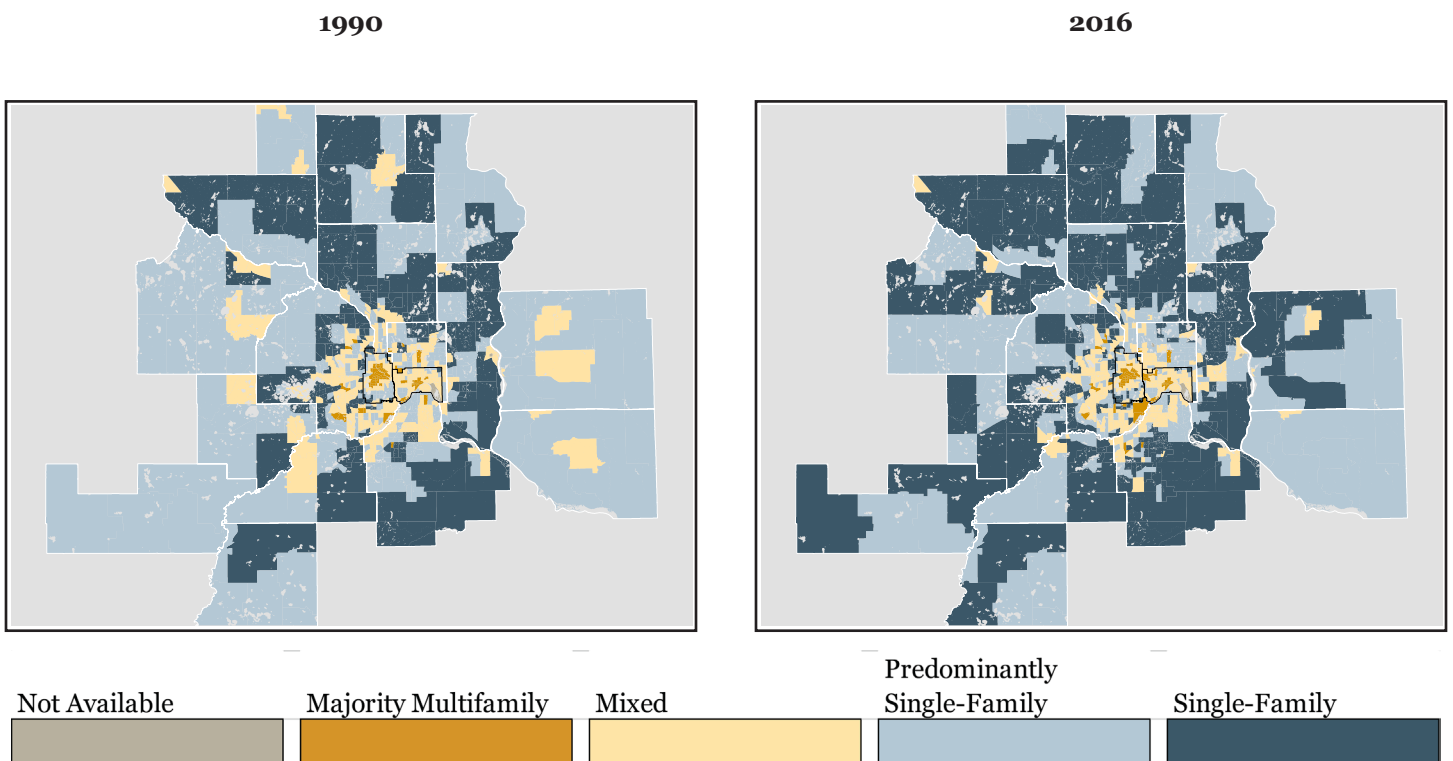 1990
2016
Not Available
Majority Multifamily
Mixed
Predominantly
Single-Family
Single-Family